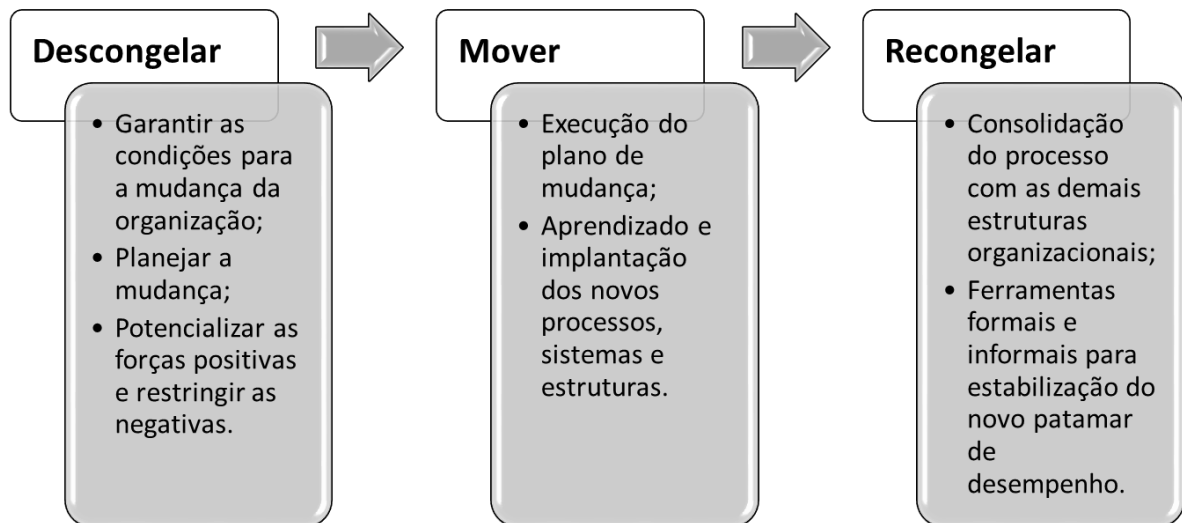 Descongelar
• Garantir as
condições para
a mudança da
organização;
• Planejar a
mudança;
• Potencializar as
forças positivas
e restringir as
negativas.
Mover
• Execução do
plano de
mudança;
• Aprendizado e
implantação
dos novos
processos,
sistemas e
estruturas.
Recongelar
• Consolidação
do processo
com as demais
estruturas
organizacionais;
• Ferramentas
formais e
informais para
estabilização do
novo patamar
de
desempenho.